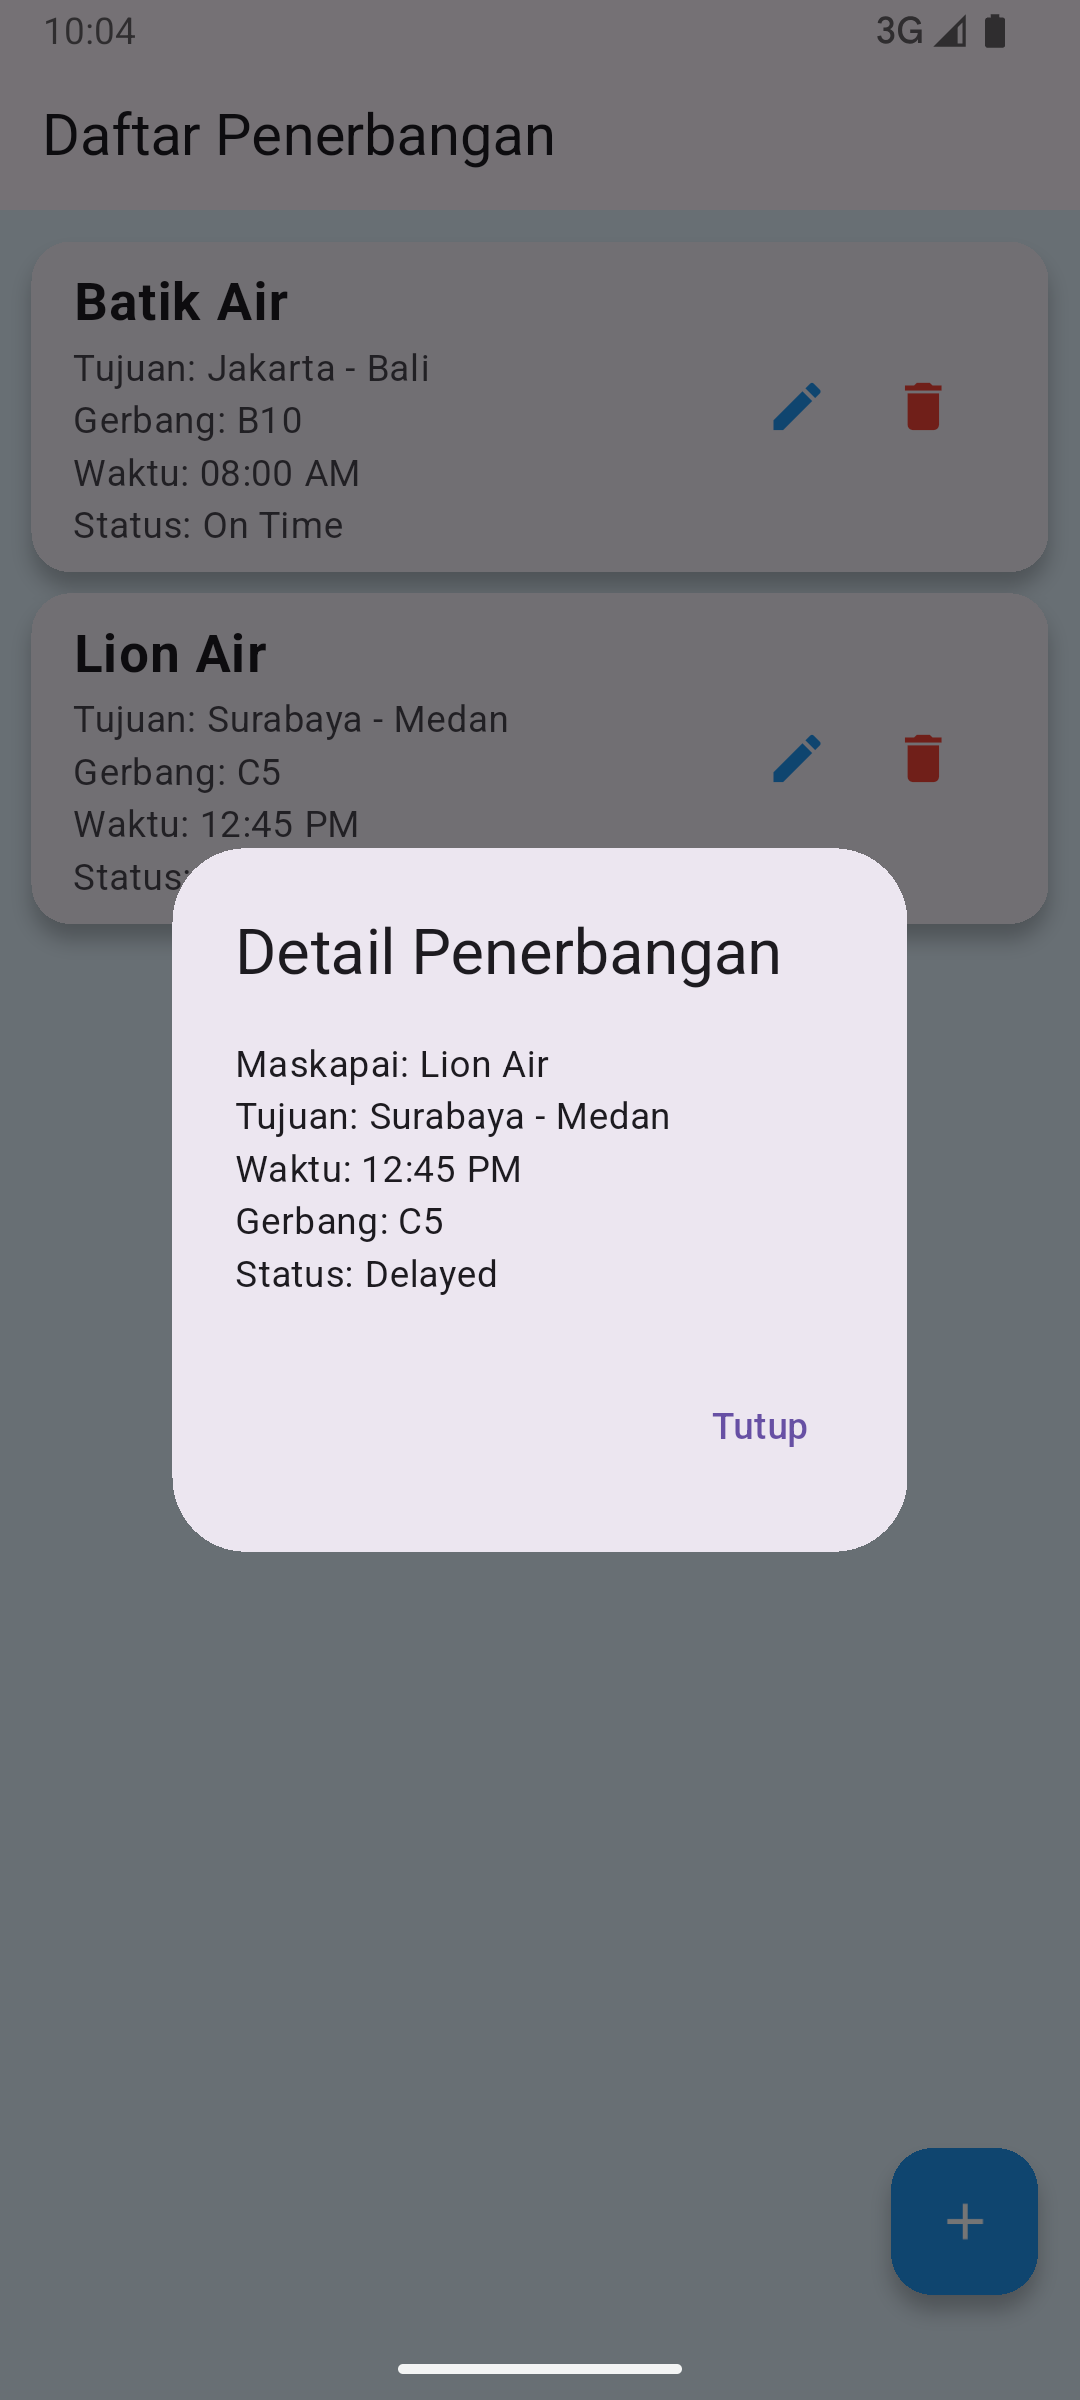 10:04
3G
Daftar Penerbangan
Batik Air
Tujuan: Jakarta - Bali
Gerbang: B10
Waktu: 08:00 AM
Status: On Time
Lion Air
Tujuan: Surabaya - Medan
Gerbang: C5
Waktu: 12:45 PM
Status:
Detail Penerbangan
Maskapai: Lion Air
Tujuan: Surabaya - Medan
Waktu: 12:45 PM
Gerbang: C5
Status: Delayed
Tutup